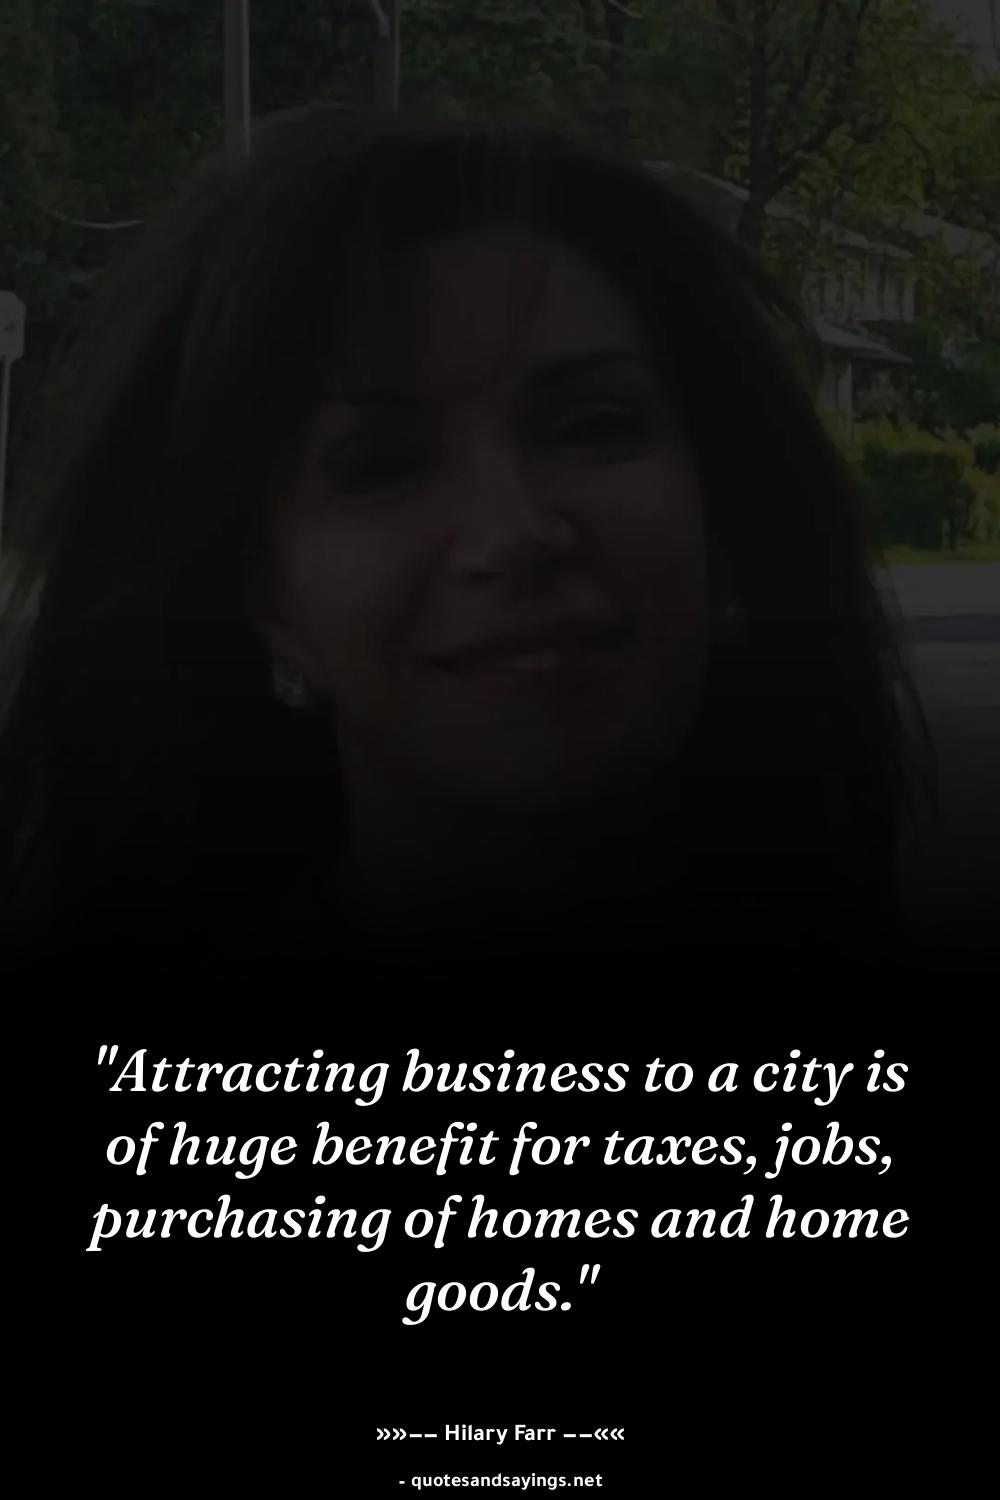 "Attracting business to a city is
of huge benefit for taxes, jobs,
purchasing of homes and home
goods."
»»−− Hilary Farr −−««
- quotesandsayings.net